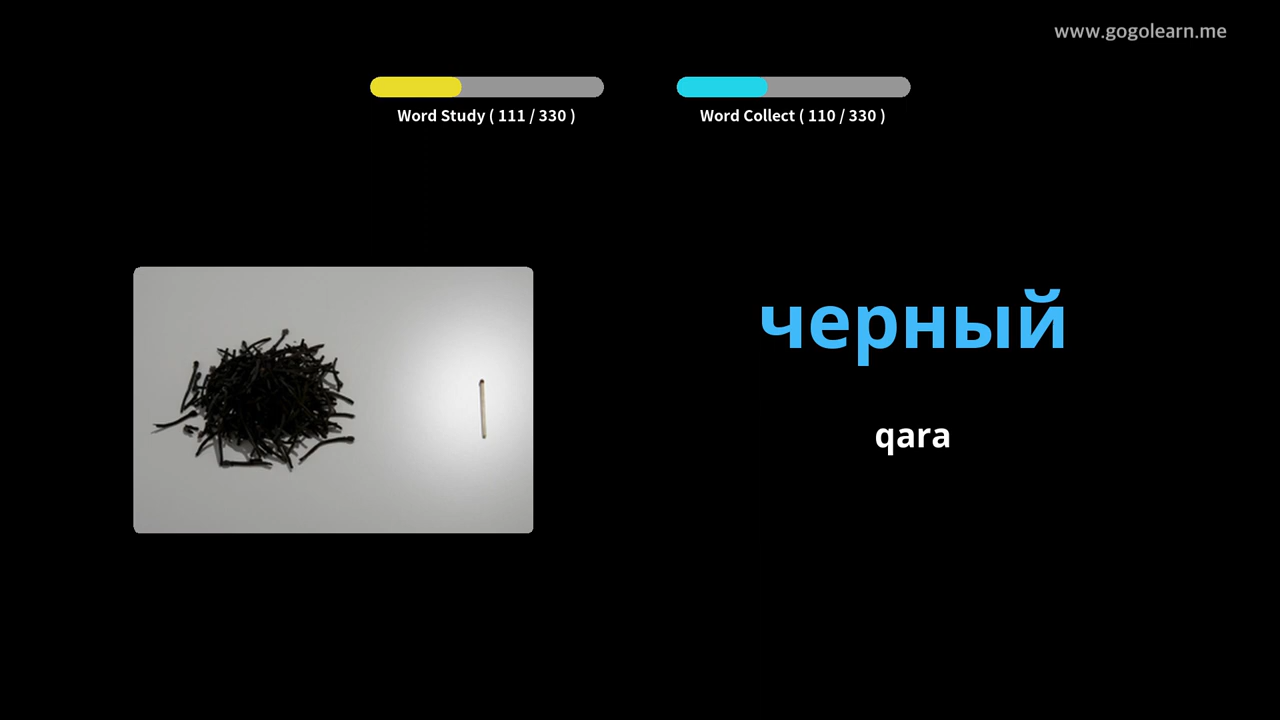 www.gogolearn.me
Word Study ( 111 / 330 )
Word Collect ( 110 / 330 )
черный
qara